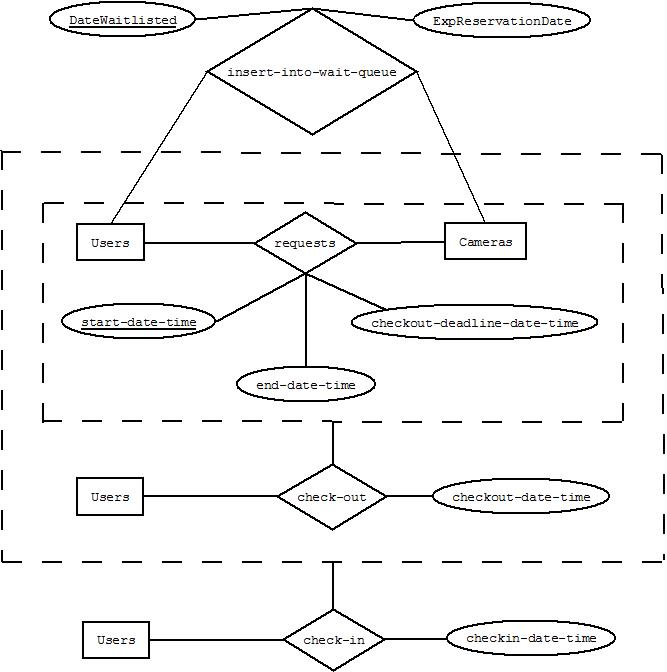 DateWaitlisted
ExpReservationDate
insert-into-wait-queue
Users
requests
Cameras
start-date-time
checkout-deadline-date-time
end-date-time
Users
check-out
checkout-date-time
Users
check-in
checkin-date-time